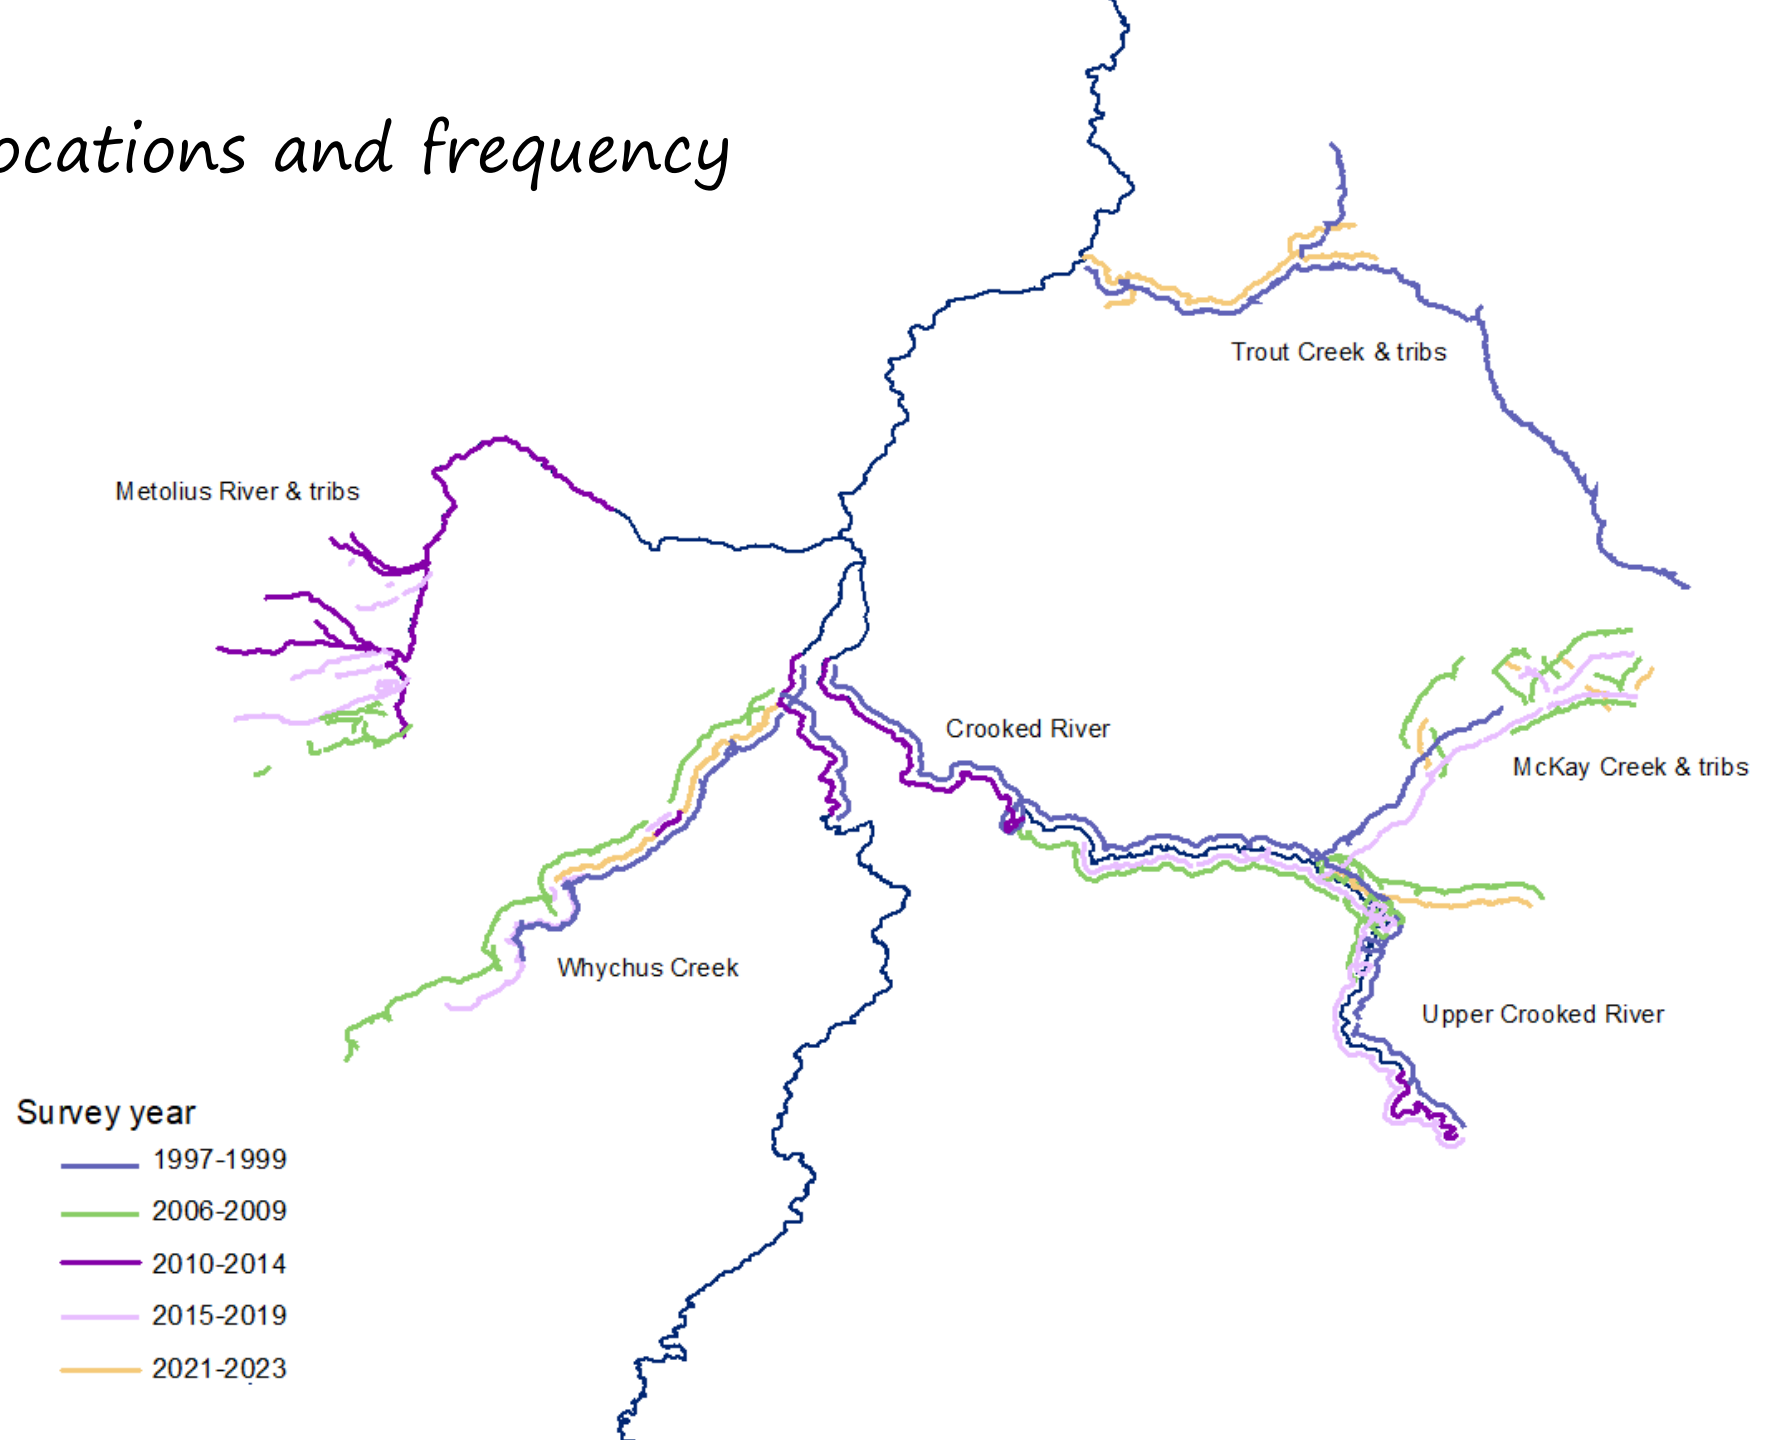 ocations and frequency
Trout Creek & tribs
Metolius River & tribs
Crooked River
McKay Creek & tribs
Whychus Creek
Upper Crooked River
Survey year
1997-1999
2006-2009
2010-2014
2015-2019
2021-2023